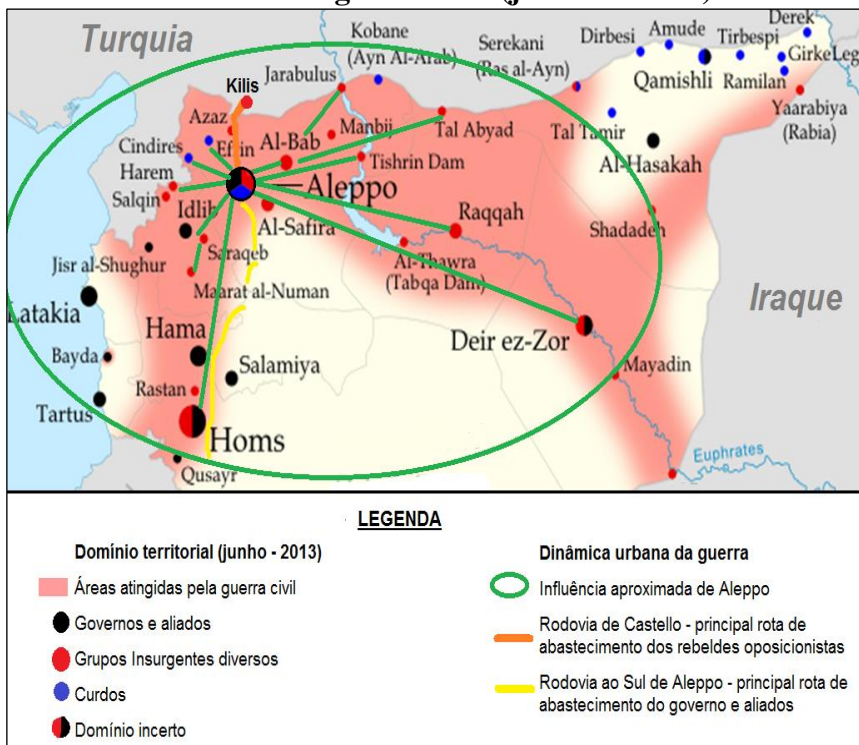 Turquia
Kobane
(Ayn Al-Arab)
Serekani
(Ras al-Ayn)
Dirbesi
Amude
Tirbespi
Derek
GirkeLeg
Qamishli
Ramilan
Yaarabiya
(Rabia)
Kilis
Jarabulus
Azaz
Efrin
Al-Bab
Manbij
Tal Abyad
Tal Tamir
Al-Hasakah
Cindires
Harem
Salqin
Tishrin Dam
Aleppo
Idlib
Al-Safira
Raqqah
Shadadeh
Saraqeb
Jisr al-Shughur
Al-Thawra
(Tabqa Dam)
Maarat al-Numan
Iraque
Latakia
Hama
Deir ez-Zor
Bayda
Salamiya
Mayadin
Rastan
Tartus
Homs
Qusayr
Euphrates
LEGENDA
Domínio territorial (junho - 2013)
Áreas atingidas pela guerra civil
Governos e aliados
Grupos Insurgentes diversos
Curdos
Domínio incerto
Dinâmica urbana da guerra
Influência aproximada de Aleppo
Rodovia de Castello - principal rota de
abastecimento dos rebeldes oposicionistas
Rodovia ao Sul de Aleppo - principal rota de
abastecimento do governo e aliados